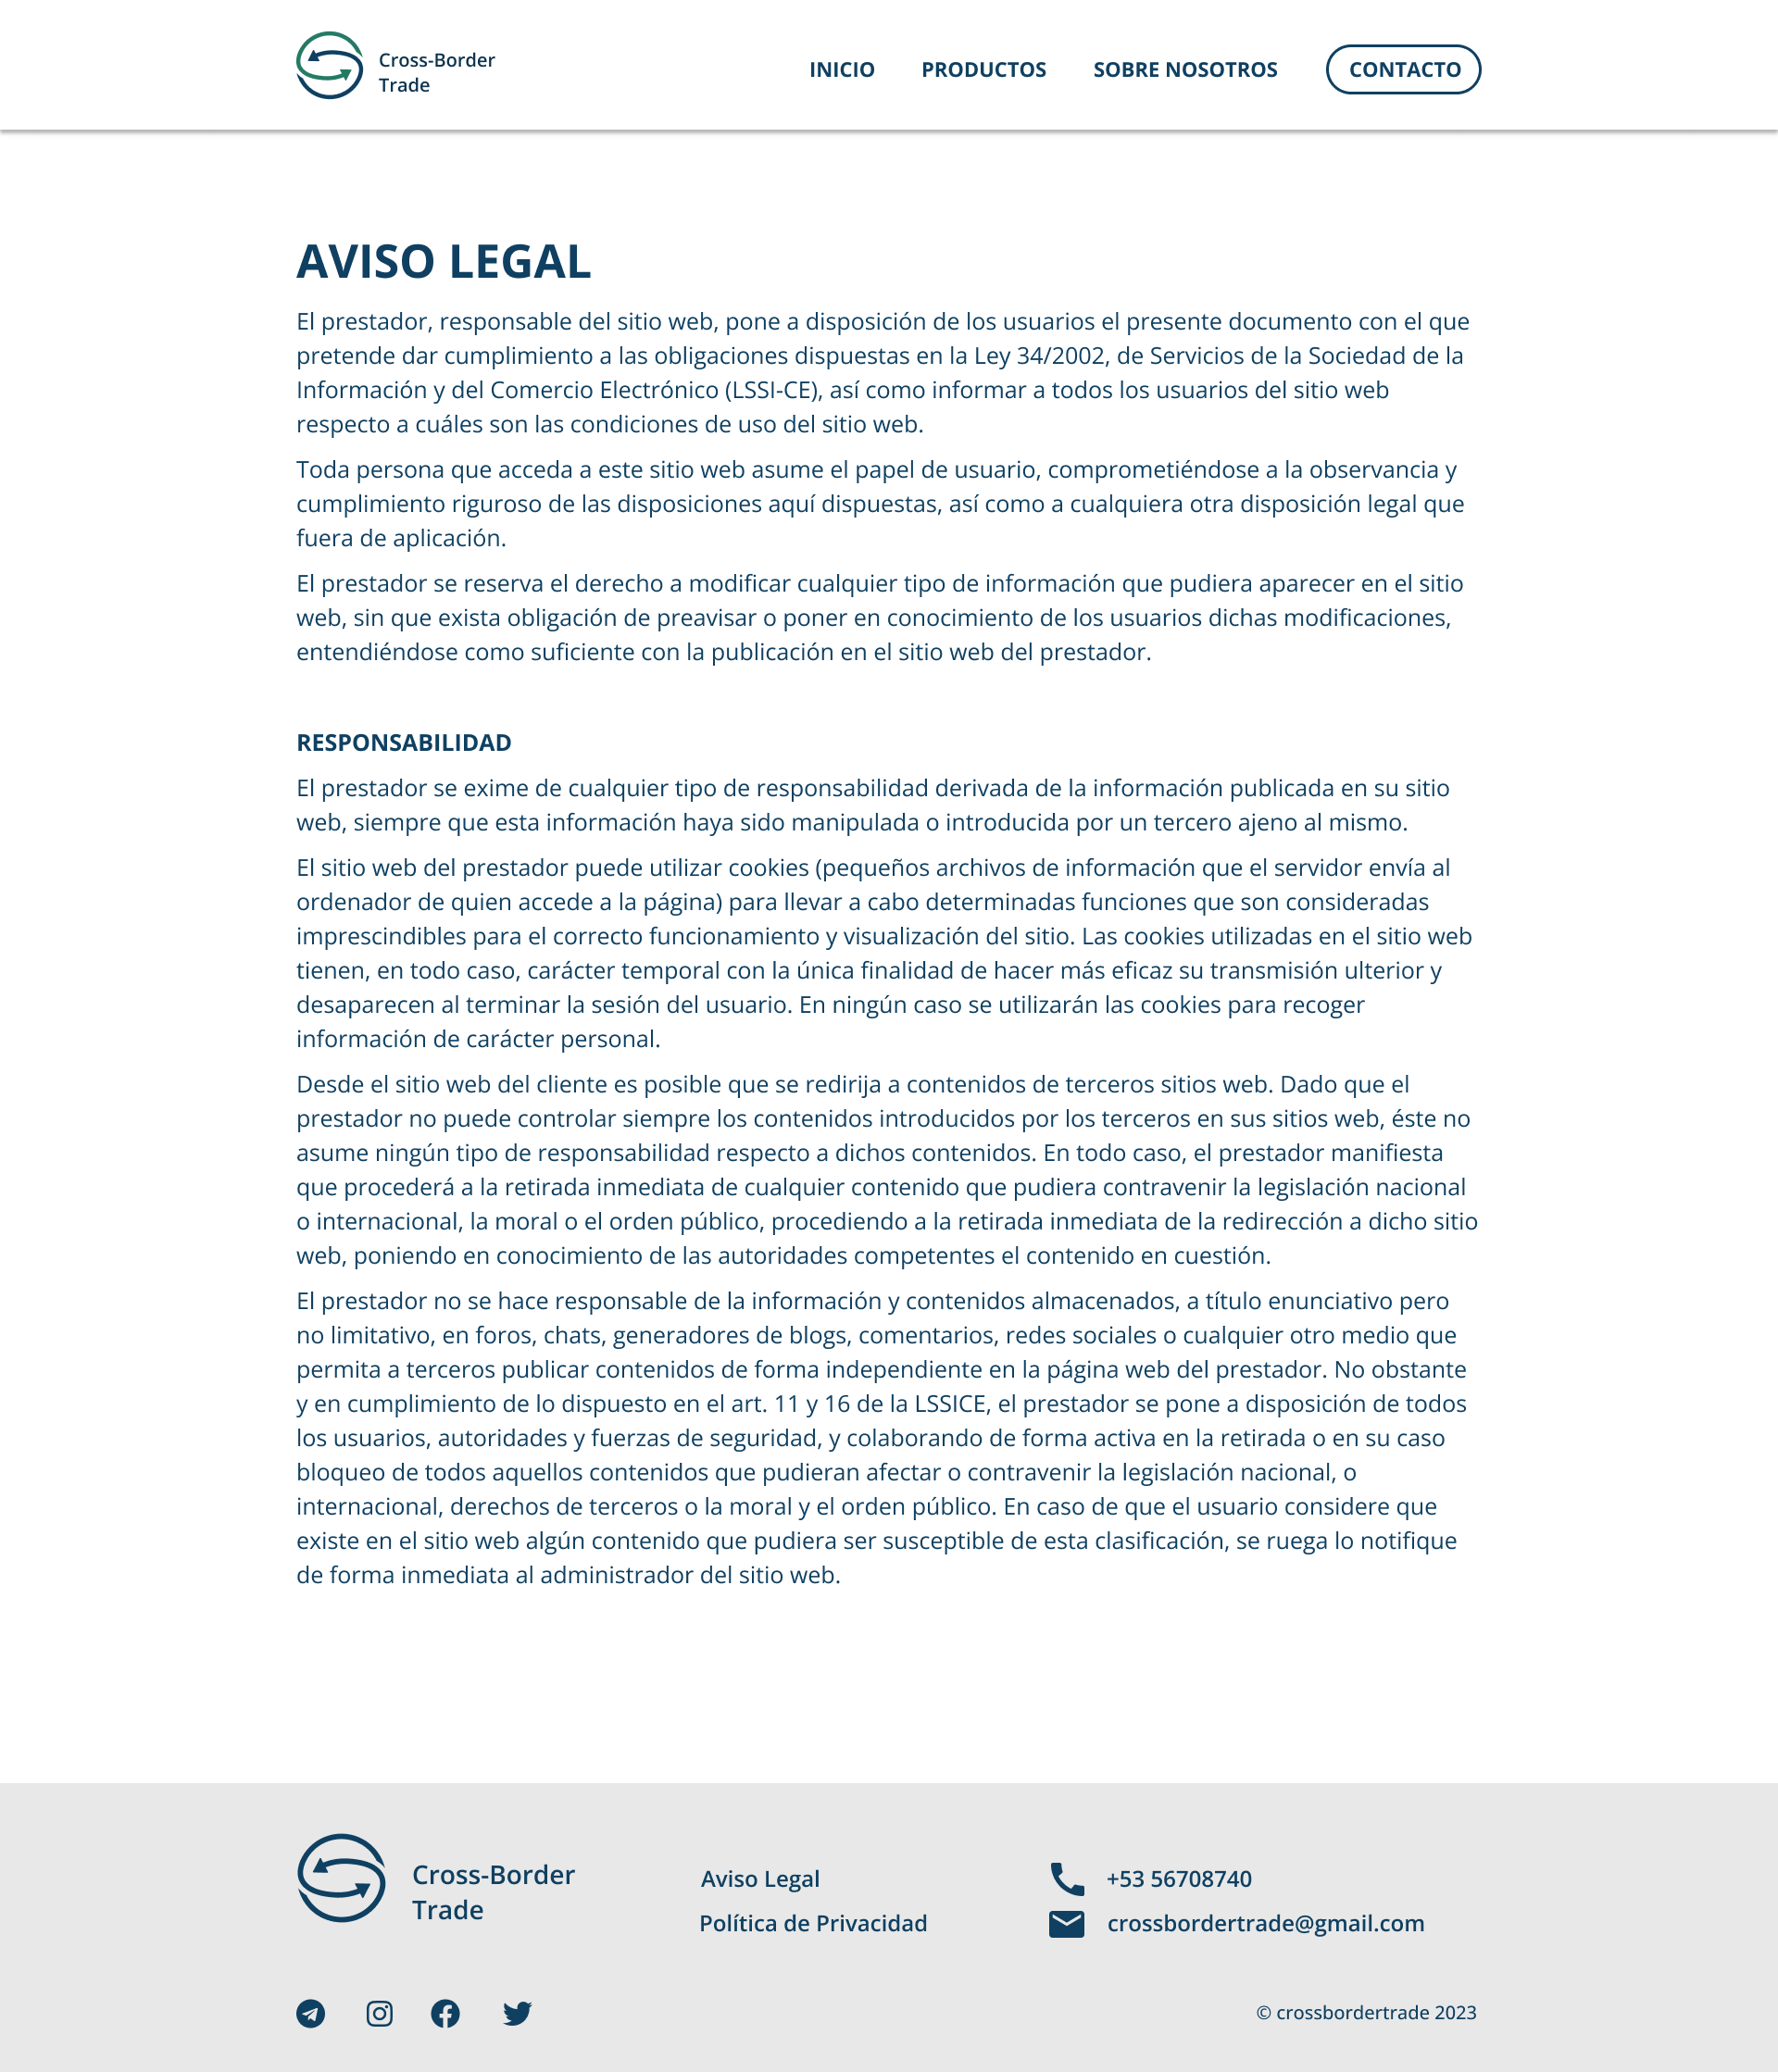 Cross-Border
Trade
INICIO PRODUCTOS SOBRE NOSOTROS CONTACTO
AVISO LEGAL
El prestador, responsable del sitio web, pone a disposición de los usuarios el presente documento con el que
pretende dar cumplimiento a las obligaciones dispuestas en la Ley 34/2002, de Servicios de la Sociedad de la
Información y del Comercio Electrónico (LSSI-CE), así como informar a todos los usuarios del sitio web
respecto a cuáles son las condiciones de uso del sitio web.
Toda persona que acceda a este sitio web asume el papel de usuario, comprometiéndose a la observancia y
cumplimiento riguroso de las disposiciones aquí dispuestas, así como a cualquiera otra disposición legal que
fuera de aplicación.
El prestador se reserva el derecho a modificar cualquier tipo de información que pudiera aparecer en el sitio
web, sin que exista obligación de preavisar o poner en conocimiento de los usuarios dichas modificaciones,
entendiéndose como suficiente con la publicación en el sitio web del prestador.
RESPONSABILIDAD
El prestador se exime de cualquier tipo de responsabilidad derivada de la información publicada en su sitio
web, siempre que esta información haya sido manipulada o introducida por un tercero ajeno al mismo.
El sitio web del prestador puede utilizar cookies (pequeños archivos de información que el servidor envía al
ordenador de quien accede a la página) para llevar a cabo determinadas funciones que son consideradas
imprescindibles para el correcto funcionamiento y visualización del sitio. Las cookies utilizadas en el sitio web
tienen, en todo caso, carácter temporal con la única finalidad de hacer más eficaz su transmisión ulterior y
desaparecen al terminar la sesión del usuario. En ningún caso se utilizarán las cookies para recoger
información de carácter personal.
Desde el sitio web del cliente es posible que se redirija a contenidos de terceros sitios web. Dado que el
prestador no puede controlar siempre los contenidos introducidos por los terceros en sus sitios web, éste no
asume ningún tipo de responsabilidad respecto a dichos contenidos. En todo caso, el prestador manifiesta
que procederá a la retirada inmediata de cualquier contenido que pudiera contravenir la legislación nacional
o internacional, la moral o el orden público, procediendo a la retirada inmediata de la redirección a dicho sitio
web, poniendo en conocimiento de las autoridades competentes el contenido en cuestión.
El prestador no se hace responsable de la información y contenidos almacenados, a título enunciativo pero
no limitativo, en foros, chats, generadores de blogs, comentarios, redes sociales o cualquier otro medio que
permita a terceros publicar contenidos de forma independiente en la página web del prestador. No obstante
y en cumplimiento de lo dispuesto en el art. 11 y 16 de la LSSICE, el prestador se pone a disposición de todos
los usuarios, autoridades y fuerzas de seguridad, y colaborando de forma activa en la retirada o en su caso
bloqueo de todos aquellos contenidos que pudieran afectar o contravenir la legislación nacional, o
internacional, derechos de terceros o la moral y el orden público. En caso de que el usuario considere que
existe en el sitio web algún contenido que pudiera ser susceptible de esta clasificación, se ruega lo notifique
de forma inmediata al administrador del sitio web.
Cross-Border
Trade
Aviso Legal
Política de Privacidad
+53 56708740
crossbordertrade@gmail.com
© crossbordertrade 2023